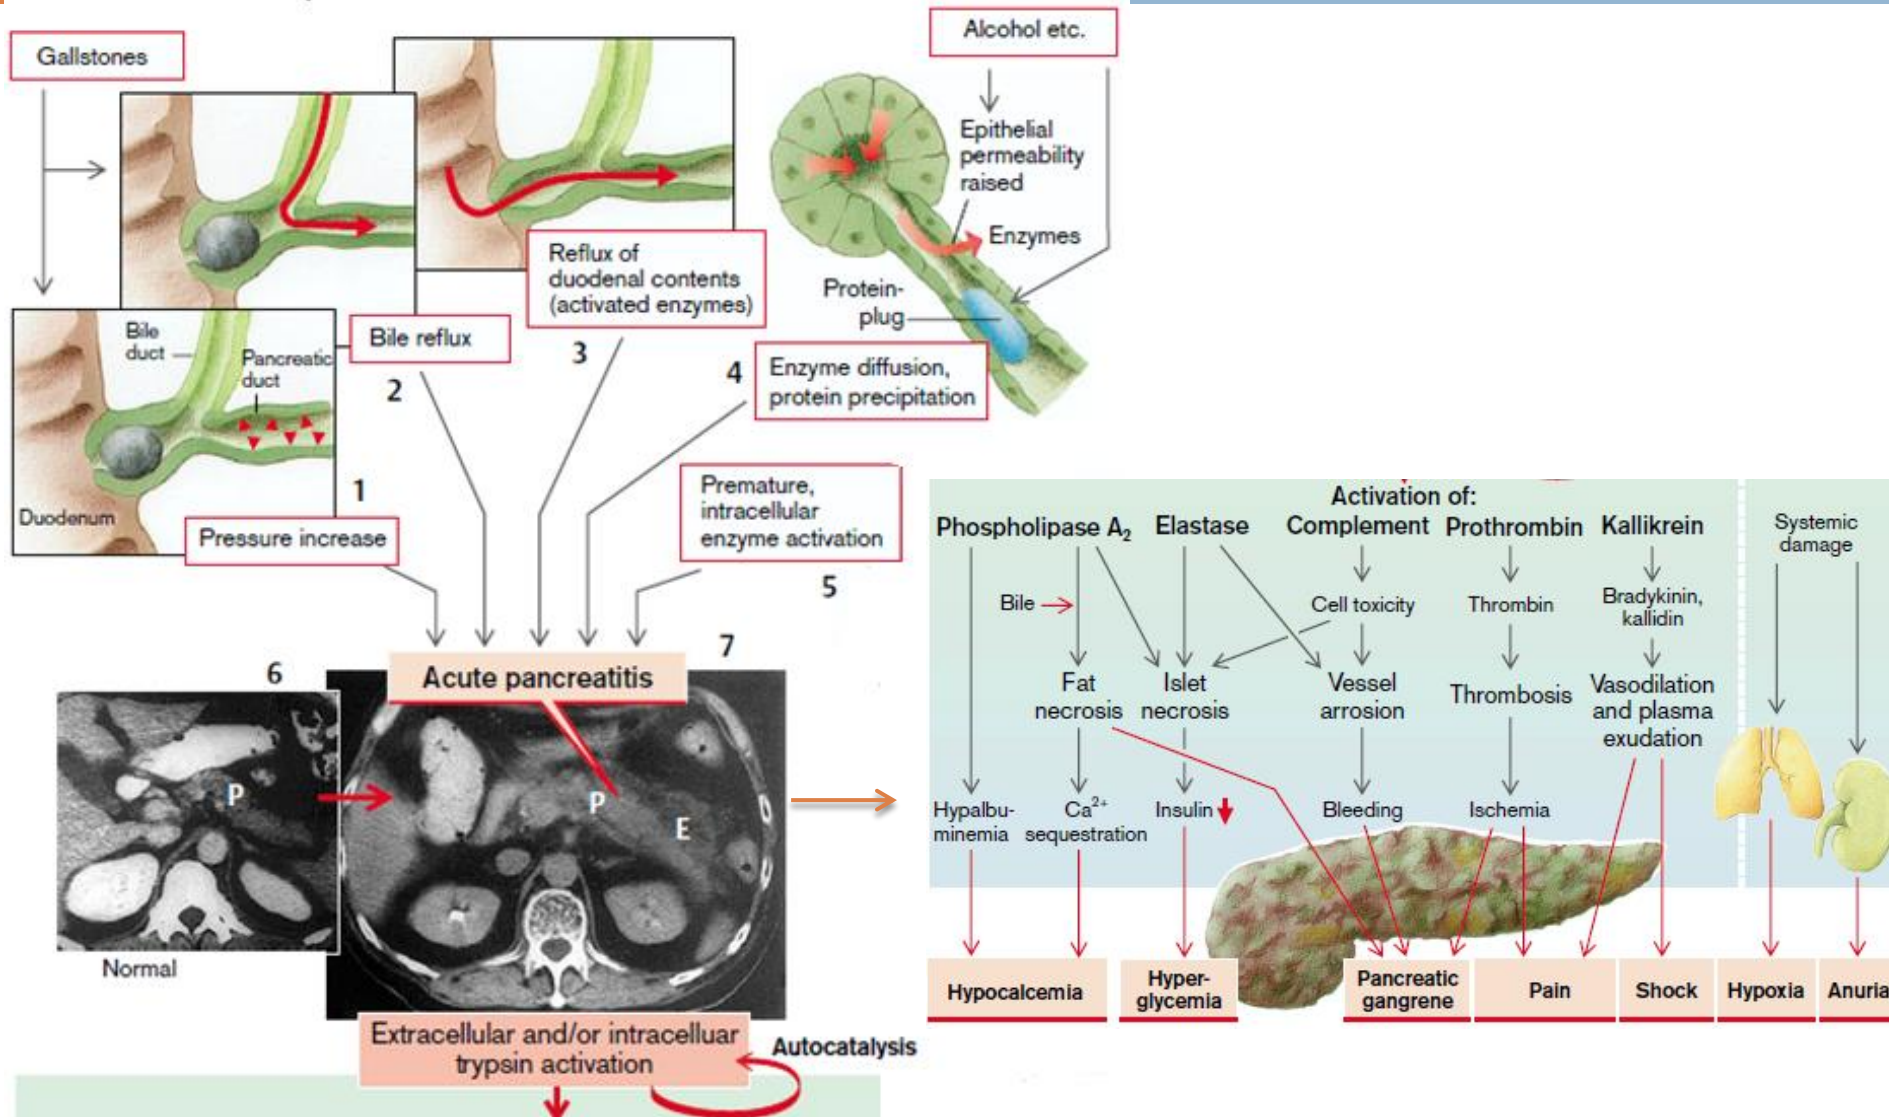 Gallstones
Alcohol etc.
Epithelial
permeability
raised
Enzymes
Protein-
plug
Reflux of
duodenal contents
(activated enzymes)
3
Bile reflux
2
4
Enzyme diffusion,
protein precipitation
Bile
duct
Pancreatic
duct
Duodenum
1
Pressure increase
Premature,
intracellular
enzyme activation
5
6
7
Acute pancreatitis
P
P
E
Normal
Extracellular and/or intracelluar
trypsin activation
Autocatalysis
Activation of:
Phospholipase A₂ Elastase Complement Prothrombin Kallikrein
Systemic
damage
Bile
Cell toxicity
Thrombin
Bradykinin,
kallidin
Fat
necrosis
Islet
necrosis
Vessel
arrosion
Thrombosis
Vasodilation
and plasma
exudation
Hypalbu-
minemia
Ca²⁺
sequestration
Insulin
Bleeding
Ischemia
Hypocalcemia
Hyper-
glycemia
Pancreatic
gangrene
Pain
Shock
Hypoxia
Anuria